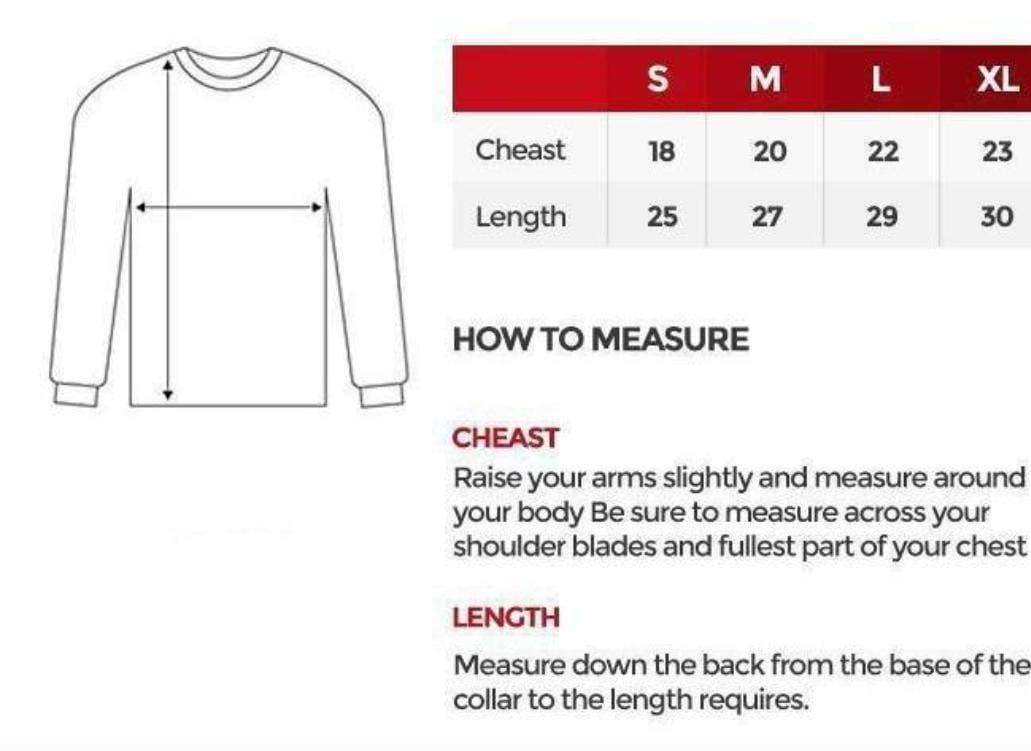 S M L XL
Cheast 18 20 22 23
Length 25 27 29 30
HOW TO MEASURE
CHEAST
Raise your arms slightly and measure around
your body Be sure to measure across your
shoulder blades and fullest part of your chest
LENGTH
Measure down the back from the base of the
collar to the length requires.